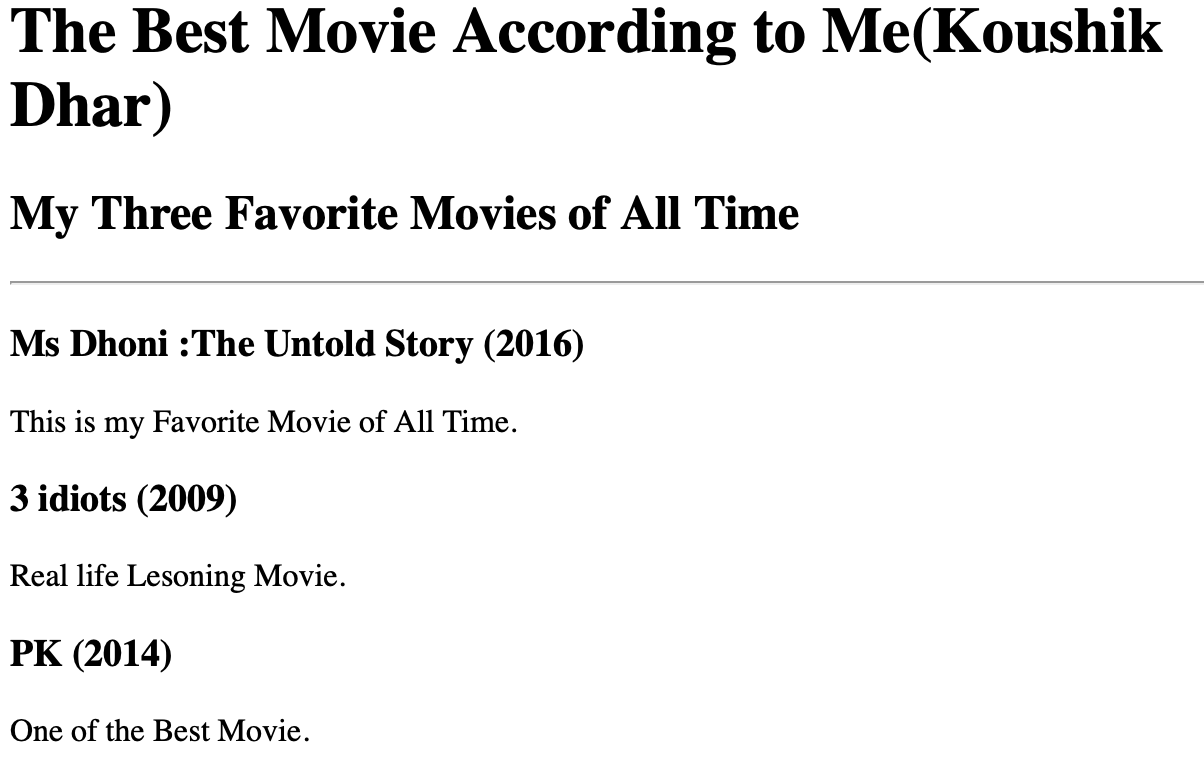 The Best Movie According to Me(Koushik
Dhar)
My Three Favorite Movies of All Time
Ms Dhoni :The Untold Story (2016)
This is my Favorite Movie of All Time.
3 idiots (2009)
Real life Lesoning Movie.
PK (2014)
One of the Best Movie.